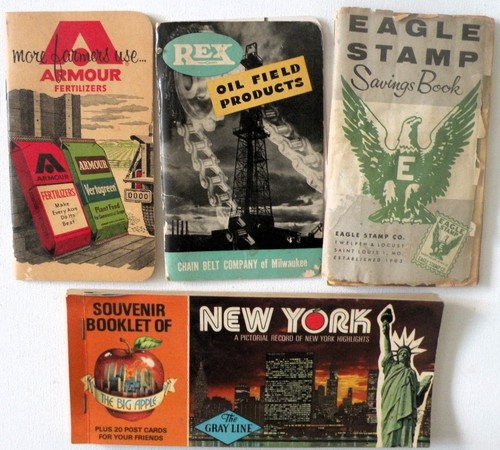 more farmers use...
A
ARMOUR
FERTILIZERS
ARMOUR
FERTILIZERS
Make
Every Acre
Do Its
Best
ARMOUR
Vertagreen
Plant Food
0000
REX
OIL FIELD
PRODUCTS
CHAIN BELT COMPANY of Milwaukee
EAGLE
STAMP
Savings Book
E
EAGLE STAMP CO.
TWELFTH & LOCUST
SAINT LOUIS 1, MO.
SOUVENIR
BOOKLET OF
THE BIG APPLE
PLUS 20 POST CARDS
FOR YOUR FRIENDS
NEW YORK
A PICTORIAL RECORD OF NEW YORK HIGHLIGHTS
The
GRAY LINE